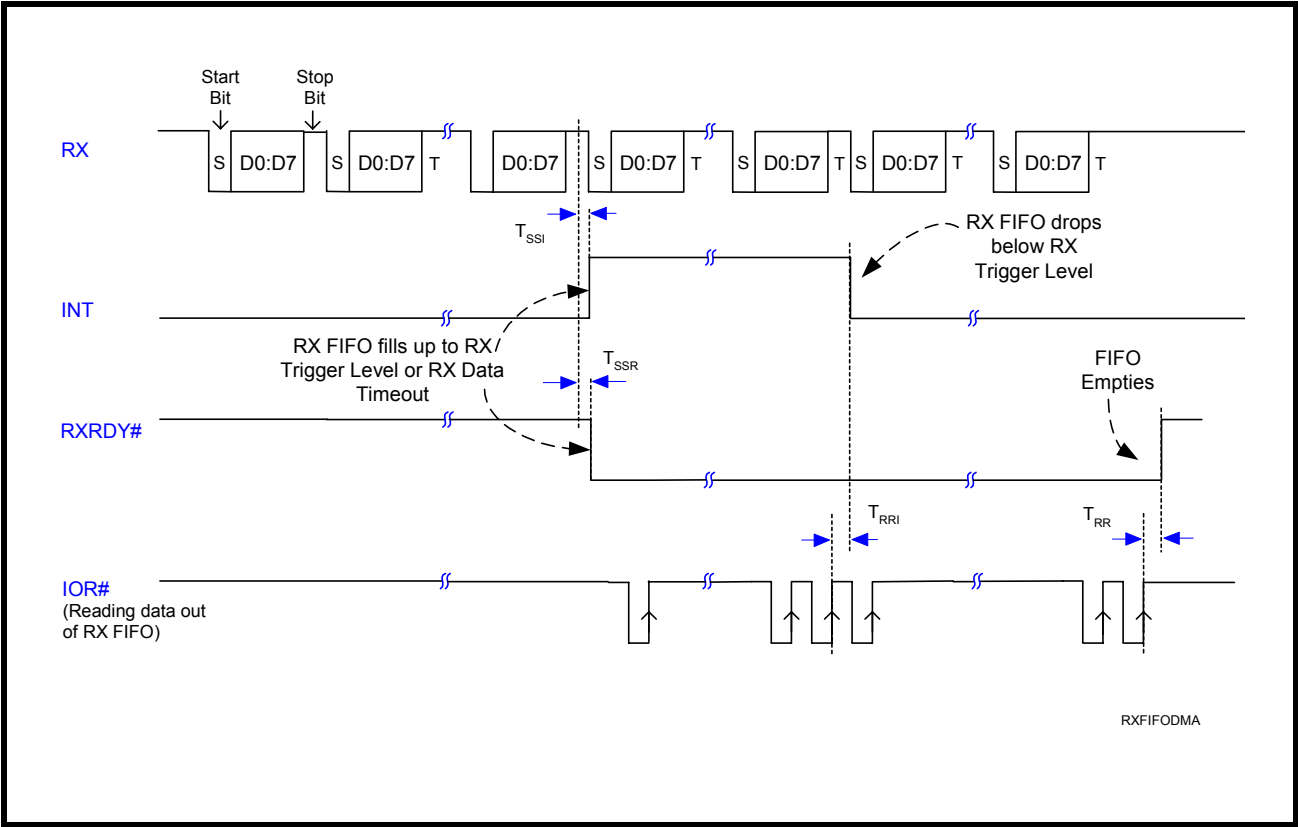 Start
Bit
Stop
Bit
RX
S D0:D7 S D0:D7 T D0:D7 S D0:D7 T S D0:D7 T S D0:D7 T S D0:D7 T
TSSI
RX FIFO drops
below RX
Trigger Level
INT
RX FIFO fills up to RX
Trigger Level or RX Data
Timeout
TSSR
FIFO
Empties
RXRDY#
TRRI
TRR
IOR#
(Reading data out
of RX FIFO)
RXFIFODMA